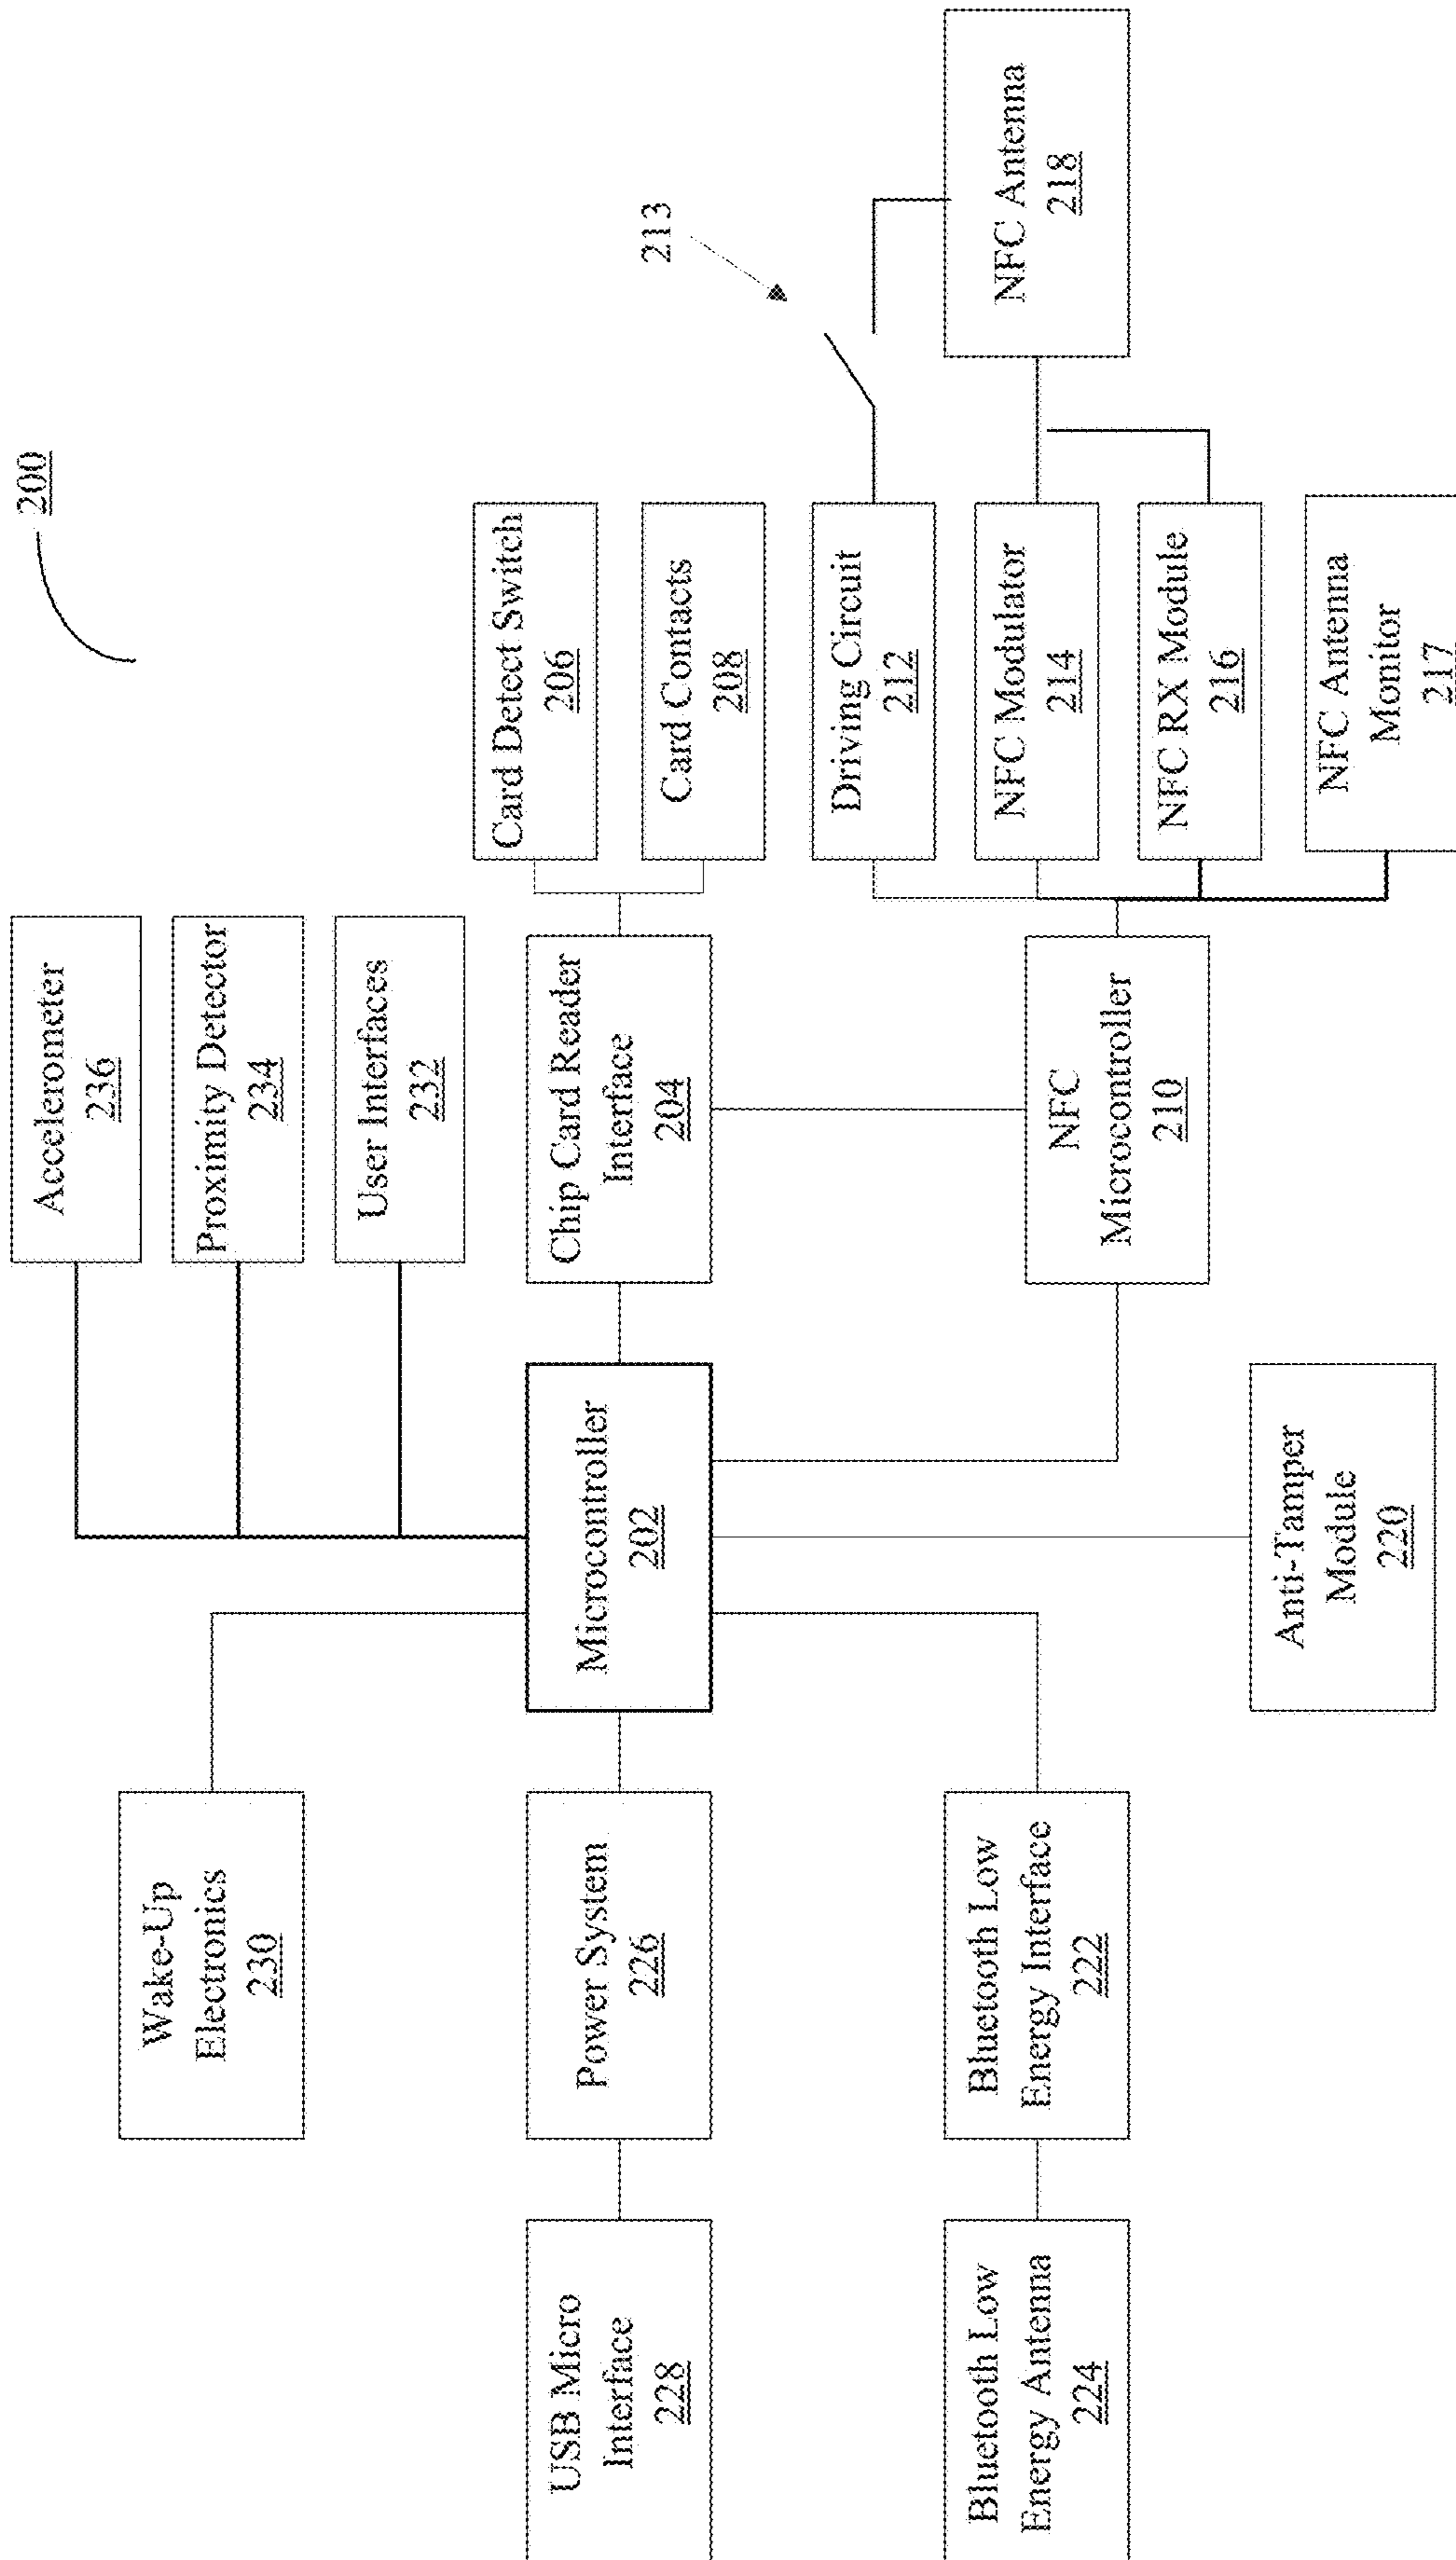 200
Accelerometer
236
Proximity Detector
234
User Interfaces
232
Wake-Up
Electronics
230
USB Micro
Interface
228
Power System
226
Microcontroller
202
Chip Card Reader
Interface
204
Card Detect Switch
206
Card Contacts
208
213
Driving Circuit
212
NFC Modulator
214
NFC RX Module
216
NFC Antenna
Monitor
217
NFC Antenna
218
NFC
Microcontroller
210
Bluetooth Low
Energy Antenna
224
Bluetooth Low
Energy Interface
222
Anti-Tamper
Module
220